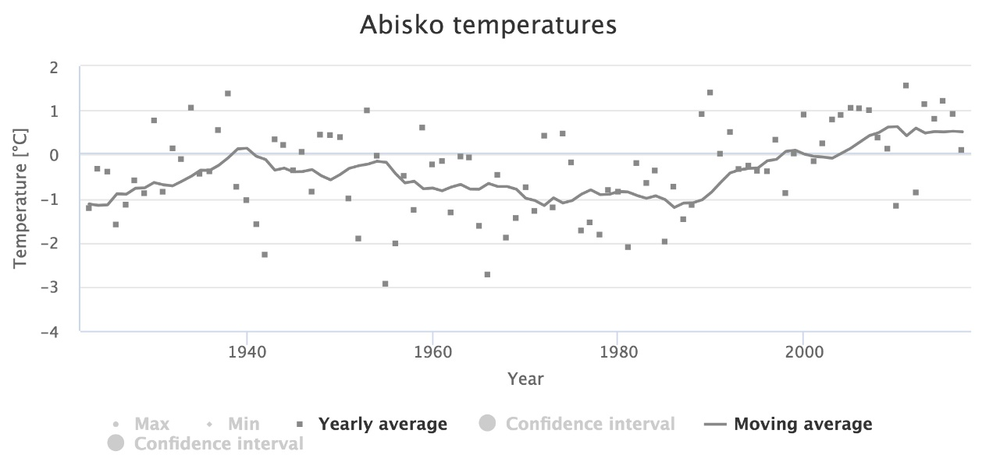 Abisko temperatures
2
1
0
−1
−2
−3
−4
Temperature [°C]
1940 1960 1980 2000
Year
Max Min Yearly average Confidence interval Moving average
Confidence interval